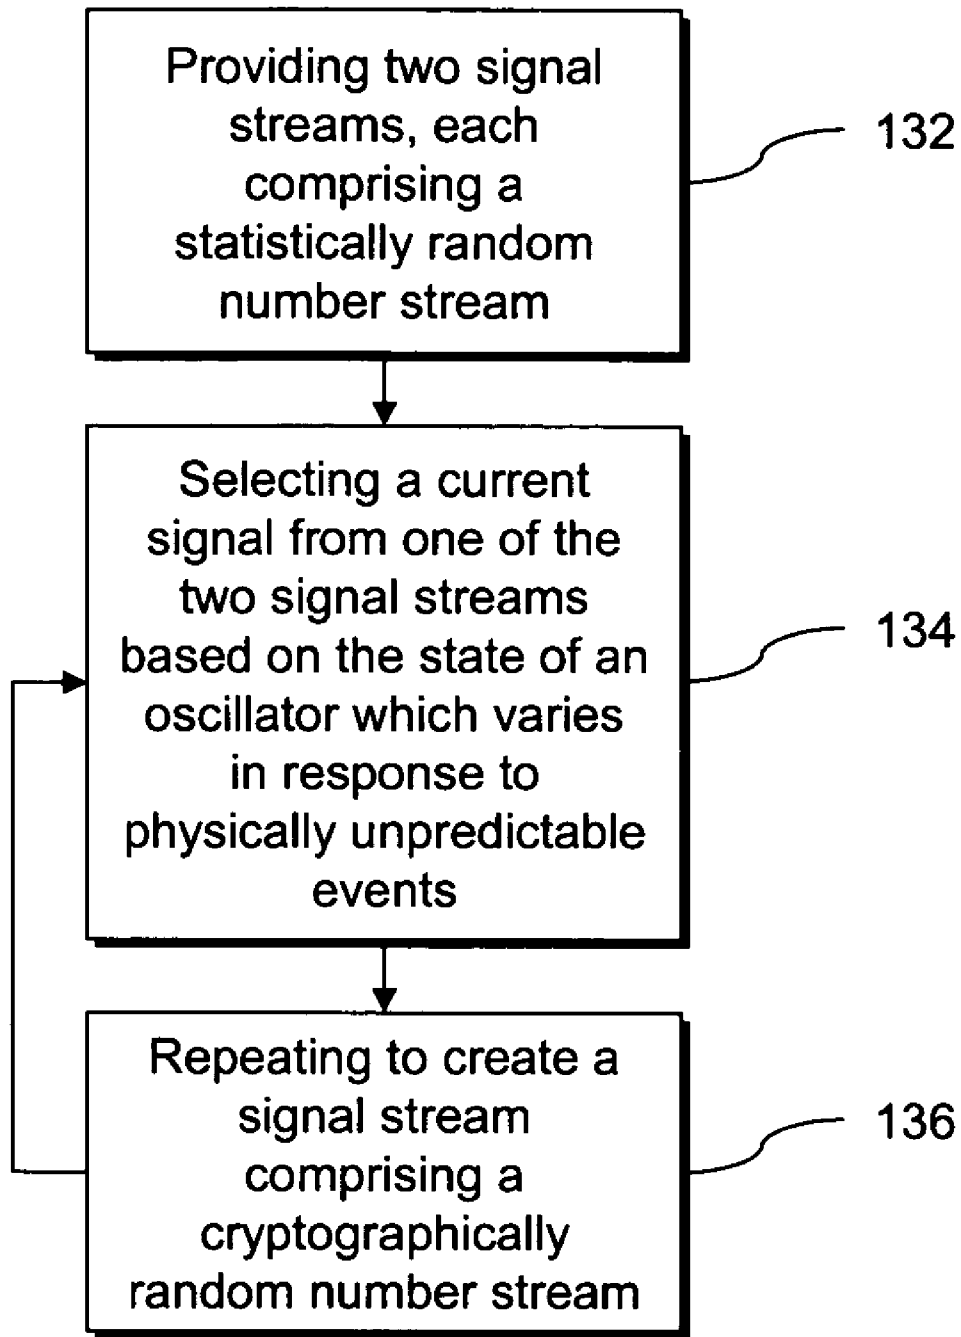 Providing two signal
streams, each
comprising a
statistically random
number stream
132
Selecting a current
signal from one of the
two signal streams
based on the state of an
oscillator which varies
in response to
physically unpredictable
events
134
Repeating to create a
signal stream
comprising a
cryptographically
random number stream
136